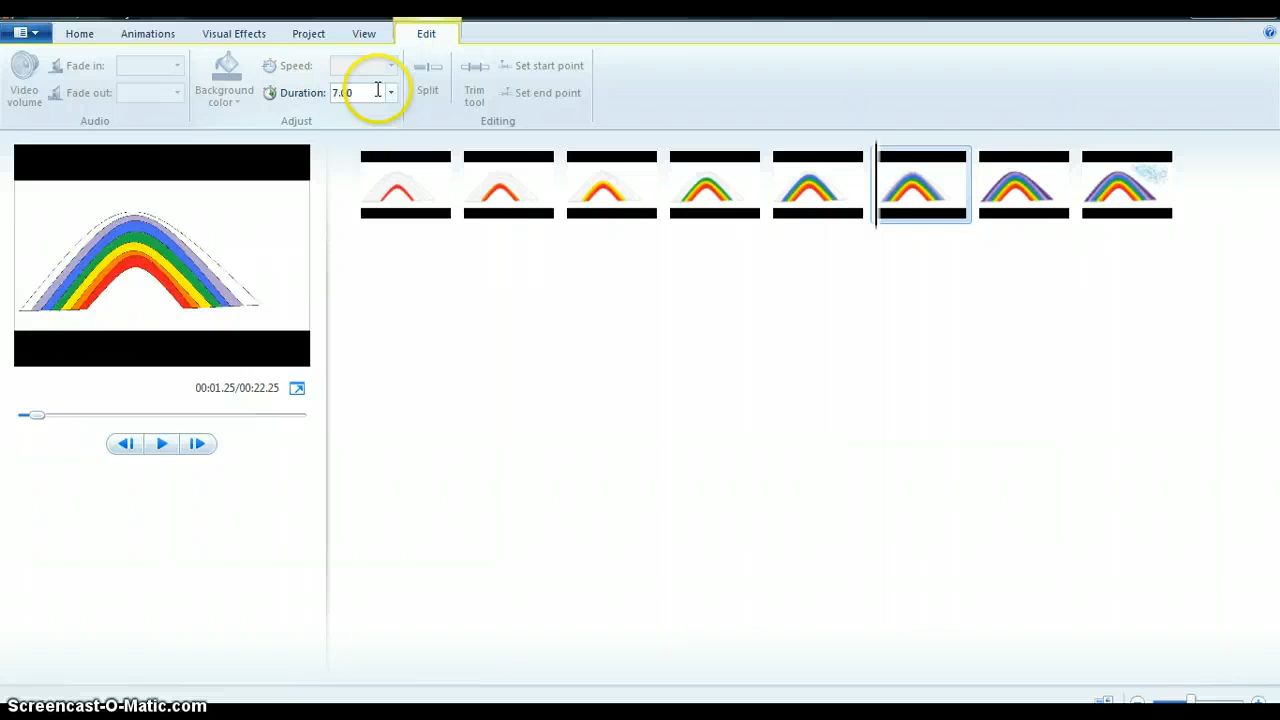 Home Animations Visual Effects Project View Edit
Fade in: Speed: Set start point
Video volume Fade out: Background color Duration: 7.00 Split Trim tool Set end point
Audio Adjust Editing
00:01.25/00:22.25
Screencast-O-Matic.com